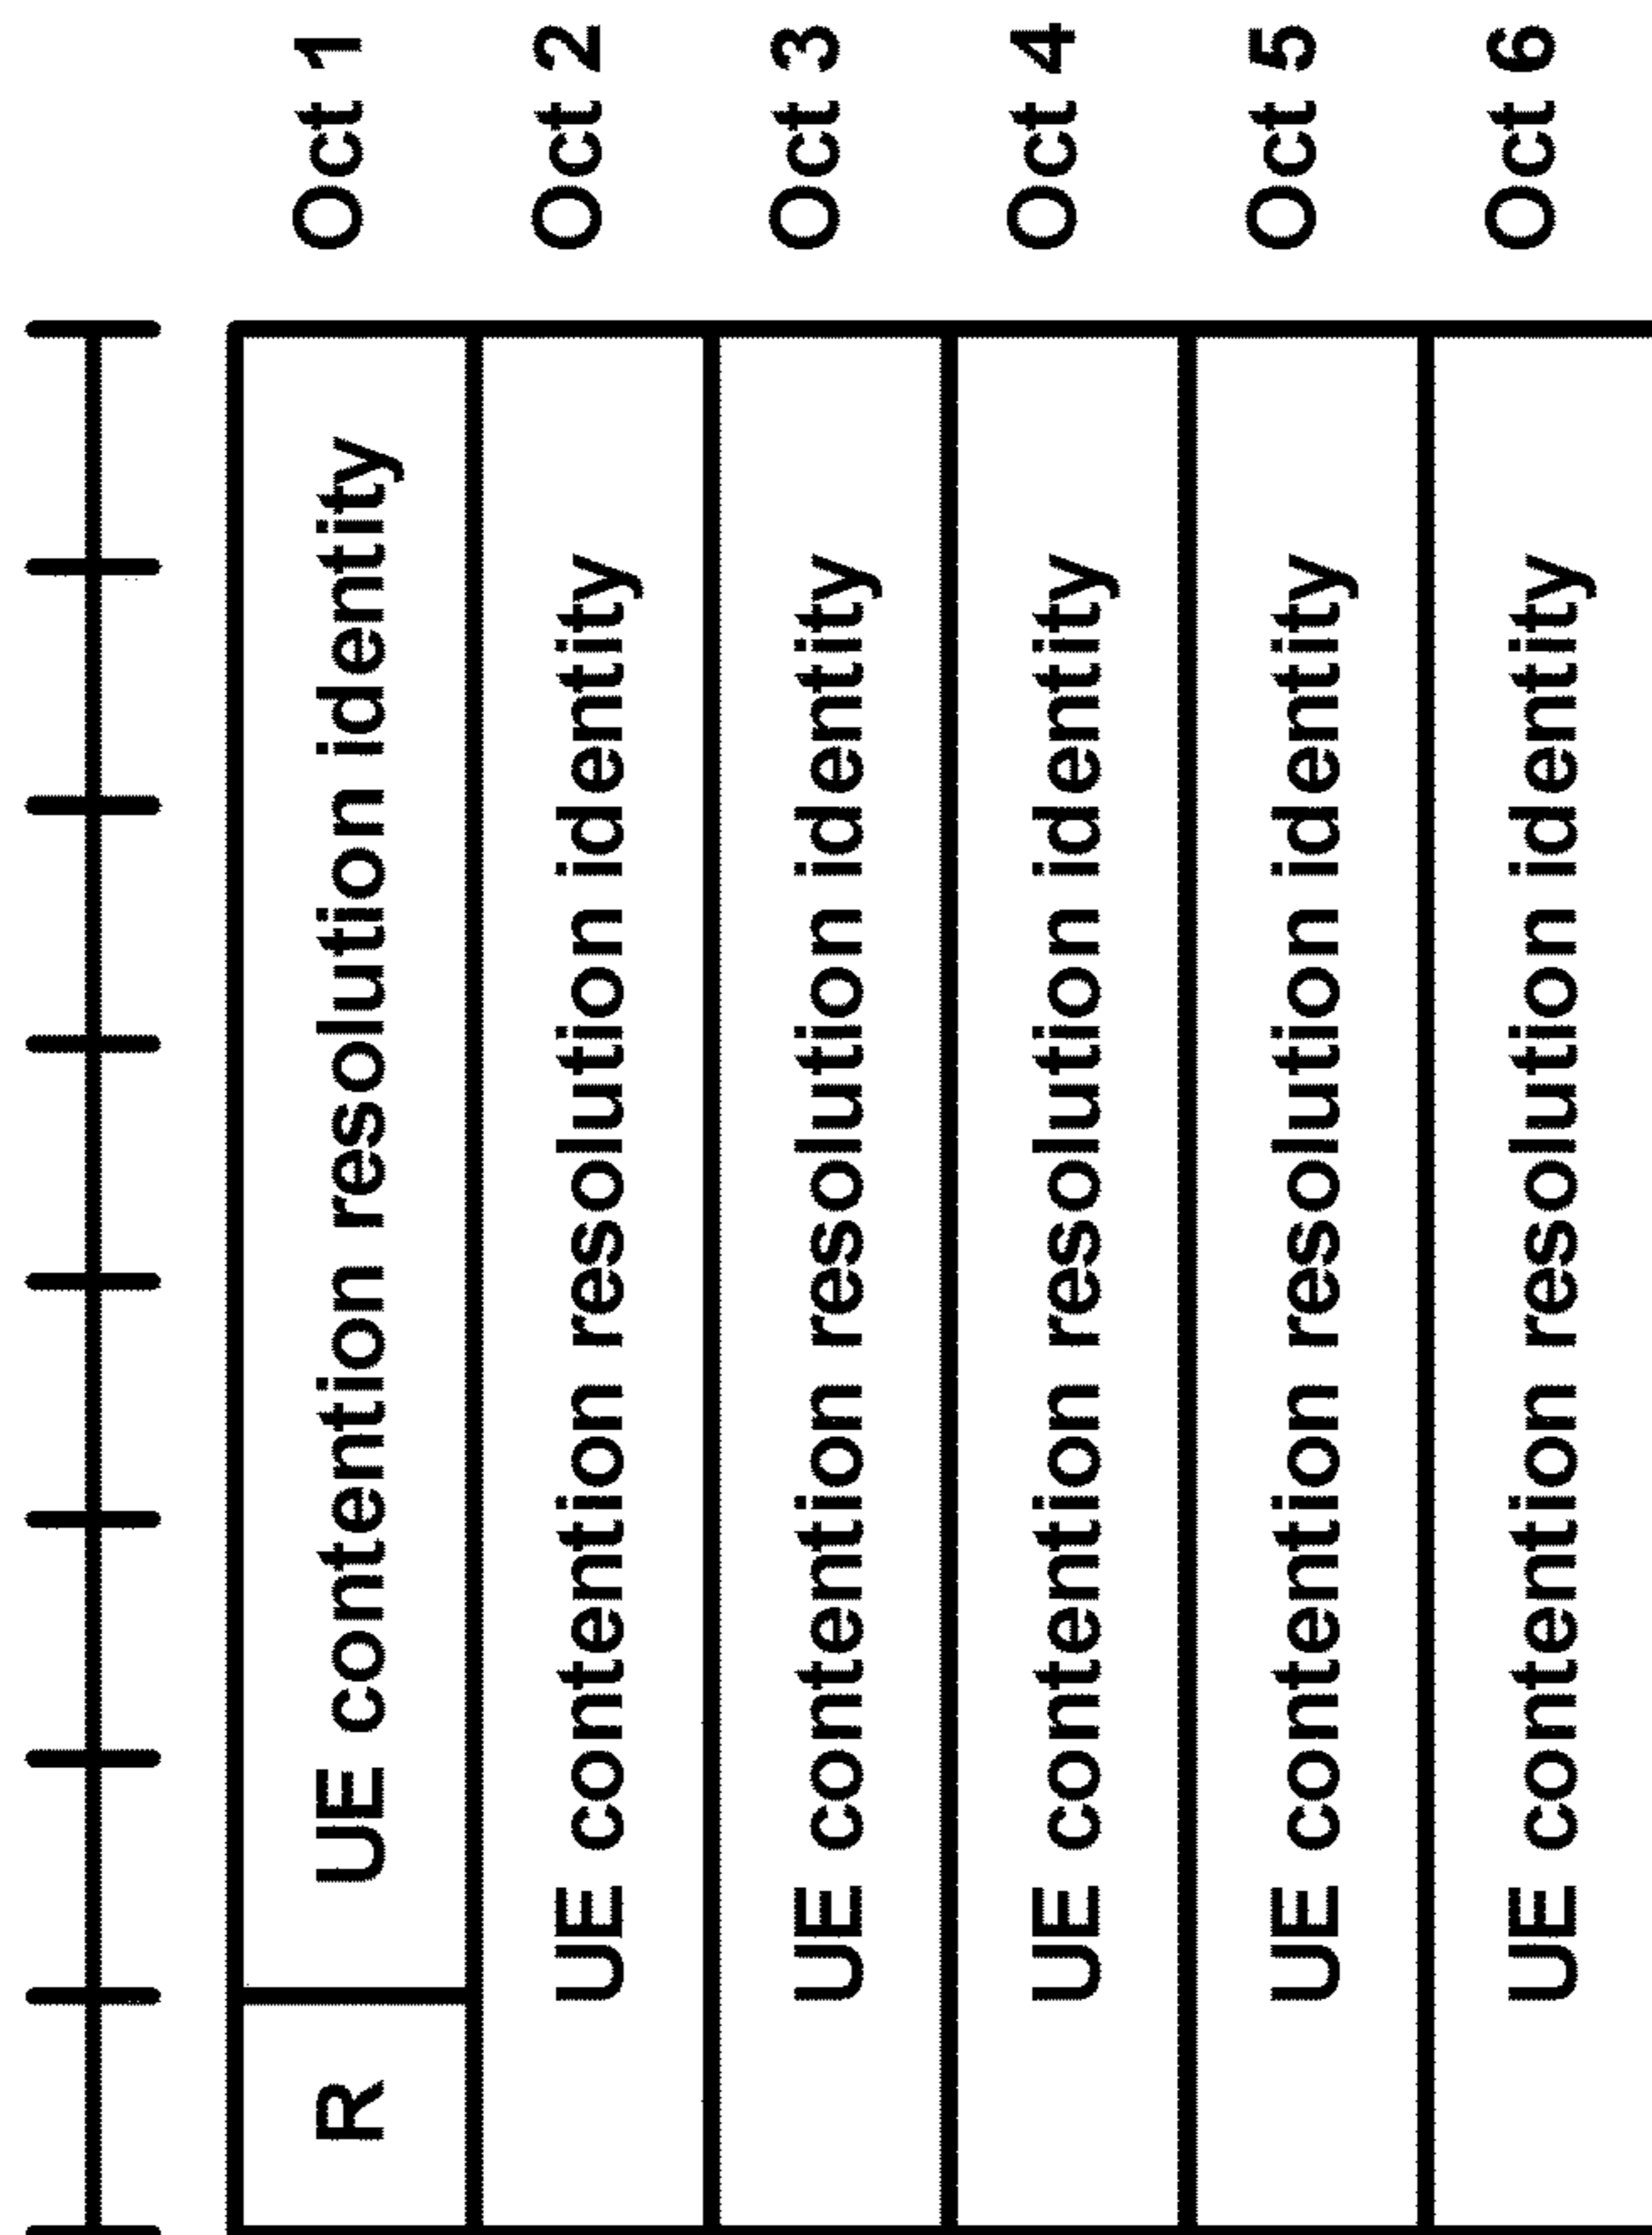 R UE contention resolution identity Oct 1
UE contention resolution identity Oct 2
UE contention resolution identity Oct 3
UE contention resolution identity Oct 4
UE contention resolution identity Oct 5
UE contention resolution identity Oct 6